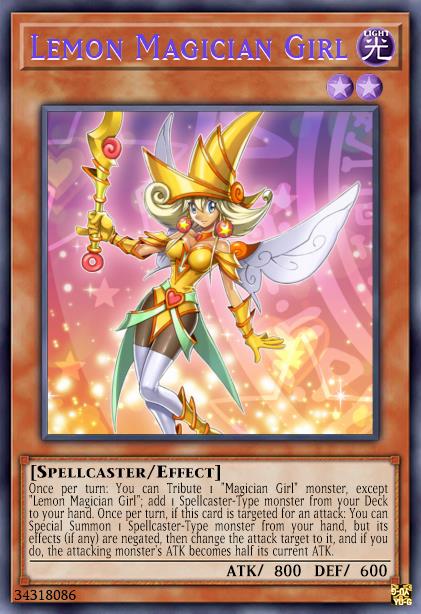 Lemon Magician Girl
LIGHT
光
[Spellcaster/Effect]
Once per turn: You can Tribute 1 "Magician Girl" monster, except
"Lemon Magician Girl"; add 1 Spellcaster-Type monster from your Deck
to your hand. Once per turn, if this card is targeted for an attack: You can
Special Summon 1 Spellcaster-Type monster from your hand, but its
effects (if any) are negated, then change the attack target to it, and if you
do, the attacking monster's ATK becomes half its current ATK.
ATK/ 800 DEF/ 600
34318086